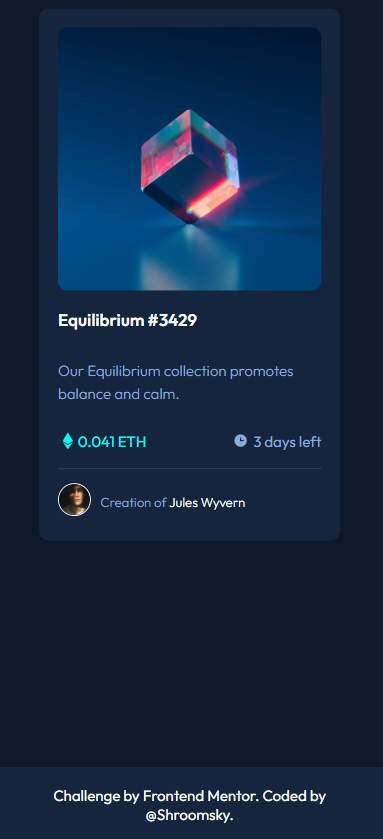 Equilibrium #3429
Our Equilibrium collection promotes
balance and calm.
0.041 ETH
3 days left
Creation of Jules Wyvern
Challenge by Frontend Mentor. Coded by
@Shroomsky.